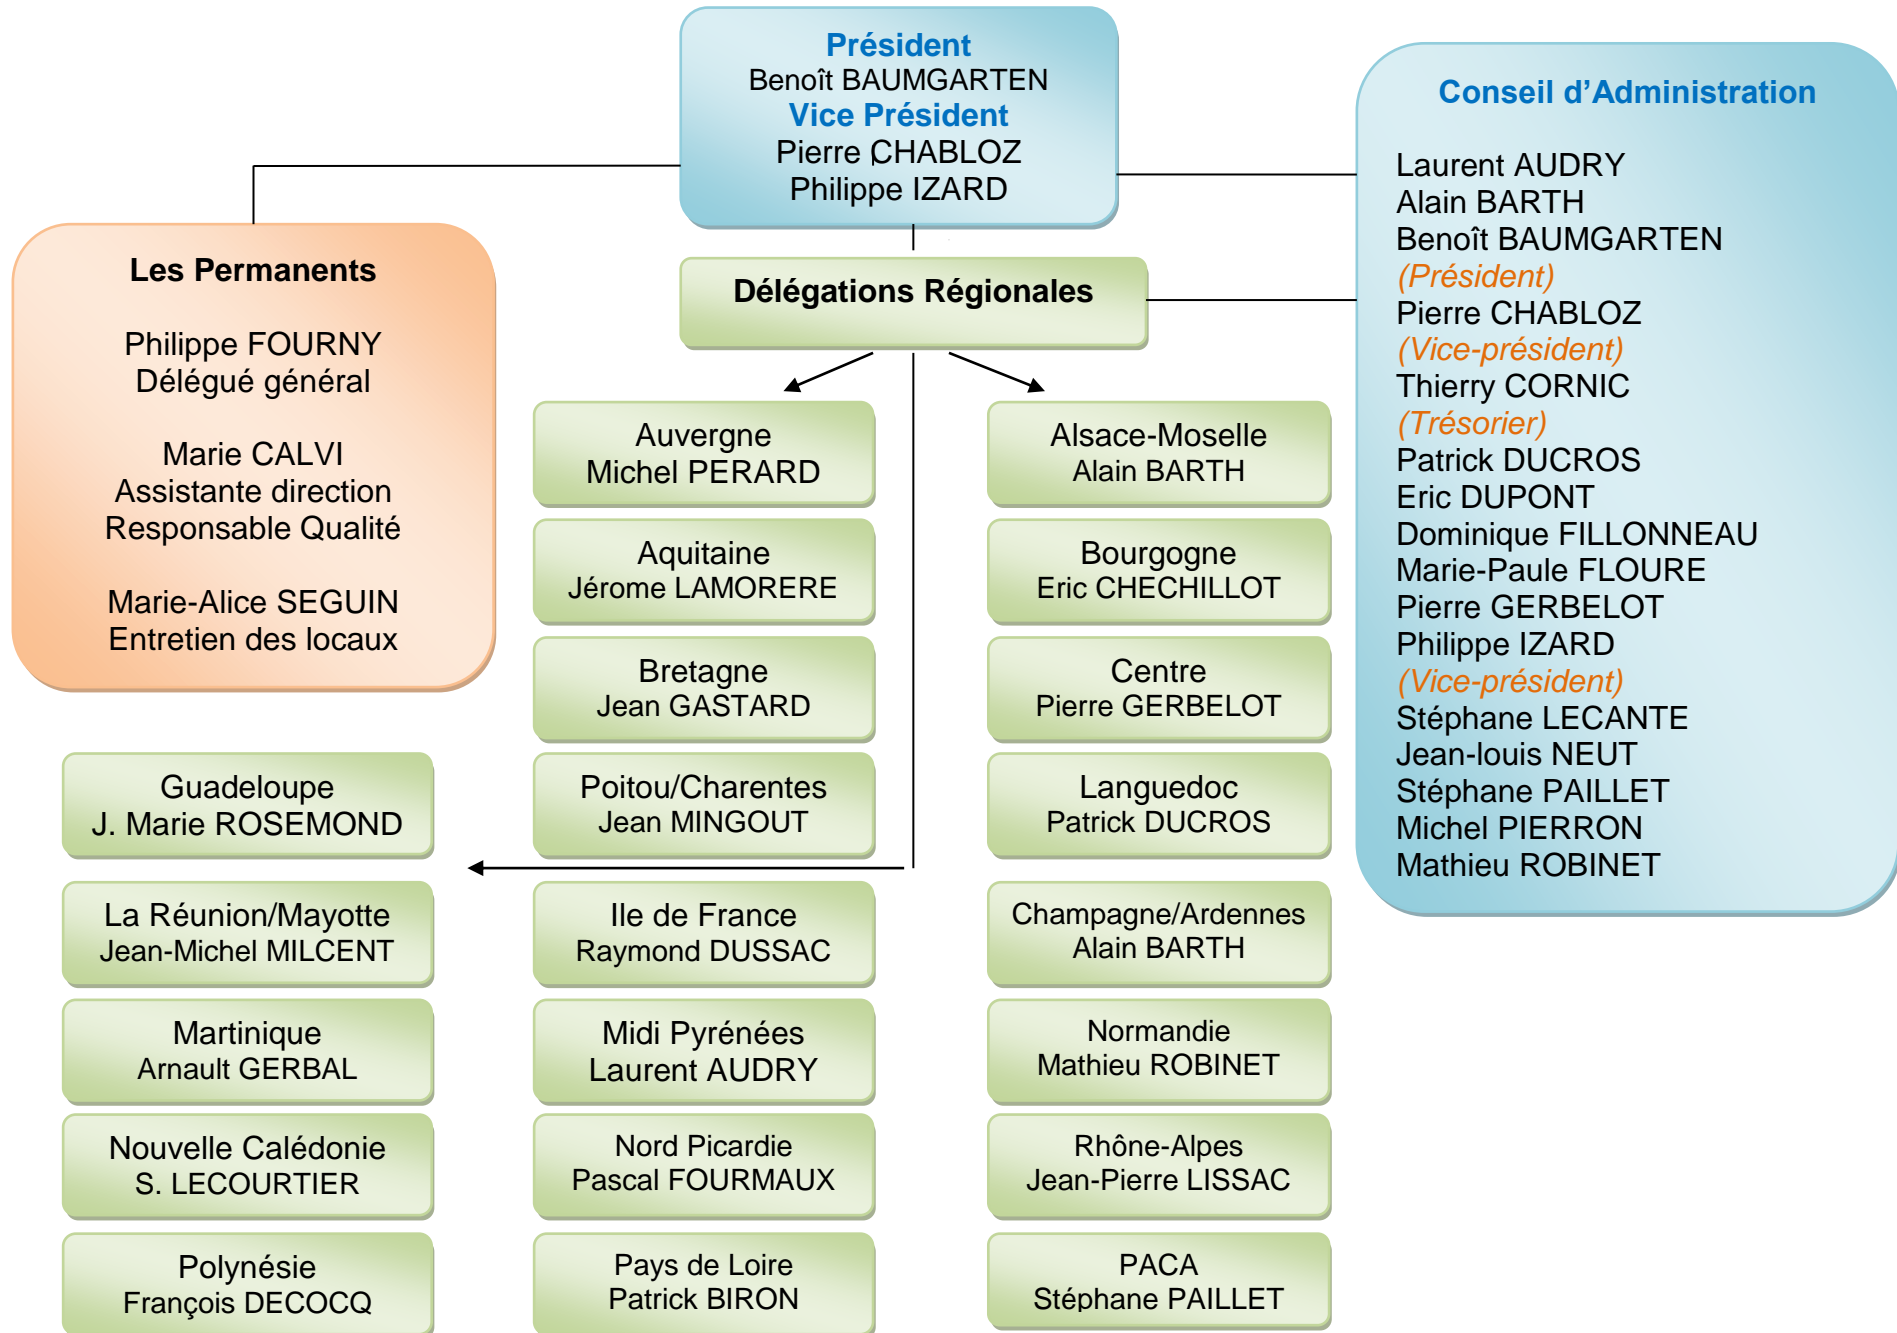 Président
Benoît BAUMGARTEN
Vice Président
Pierre CHABLOZ
Philippe IZARD
Conseil d’Administration
Laurent AUDRY
Alain BARTH
Benoît BAUMGARTEN
(Président)
Pierre CHABLOZ
(Vice-président)
Thierry CORNIC
(Trésorier)
Patrick DUCROS
Eric DUPONT
Dominique FILLONNEAU
Marie-Paule FLOURE
Pierre GERBELOT
Philippe IZARD
(Vice-président)
Stéphane LECANTE
Jean-louis NEUT
Stéphane PAILLET
Michel PIERRON
Mathieu ROBINET
Les Permanents
Philippe FOURNY
Délégué général
Marie CALVI
Assistante direction
Responsable Qualité
Marie-Alice SEGUIN
Entretien des locaux
Délégations Régionales
Auvergne
Michel PERARD
Alsace-Moselle
Alain BARTH
Aquitaine
Jérome LAMORERE
Bourgogne
Eric CHECHILLOT
Bretagne
Jean GASTARD
Centre
Pierre GERBELOT
Guadeloupe
J. Marie ROSEMOND
Poitou/Charentes
Jean MINGOUT
Languedoc
Patrick DUCROS
La Réunion/Mayotte
Jean-Michel MILCENT
Ile de France
Raymond DUSSAC
Champagne/Ardennes
Alain BARTH
Martinique
Arnault GERBAL
Midi Pyrénées
Laurent AUDRY
Normandie
Mathieu ROBINET
Nouvelle Calédonie
S. LECOURTIER
Nord Picardie
Pascal FOURMAUX
Rhône-Alpes
Jean-Pierre LISSAC
Polynésie
François DECOCQ
Pays de Loire
Patrick BIRON
PACA
Stéphane PAILLET